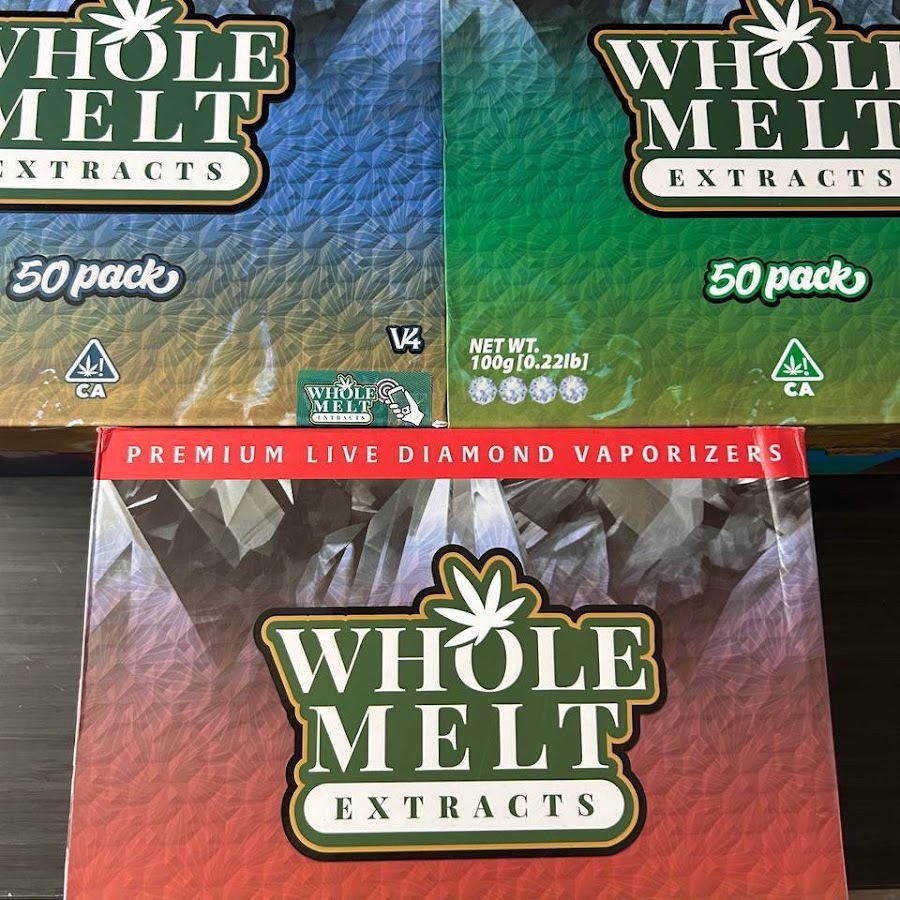 WHOLE
MELT
EXTRACTS
50 pack
V4
CA
WHOLE
MELT
EXTRACTS
WHOLE
MELT
EXTRACTS
50 pack
NET WT.
100g [0.22lb]
CA
PREMIUM LIVE DIAMOND VAPORIZERS
WHOLE
MELT
EXTRACTS